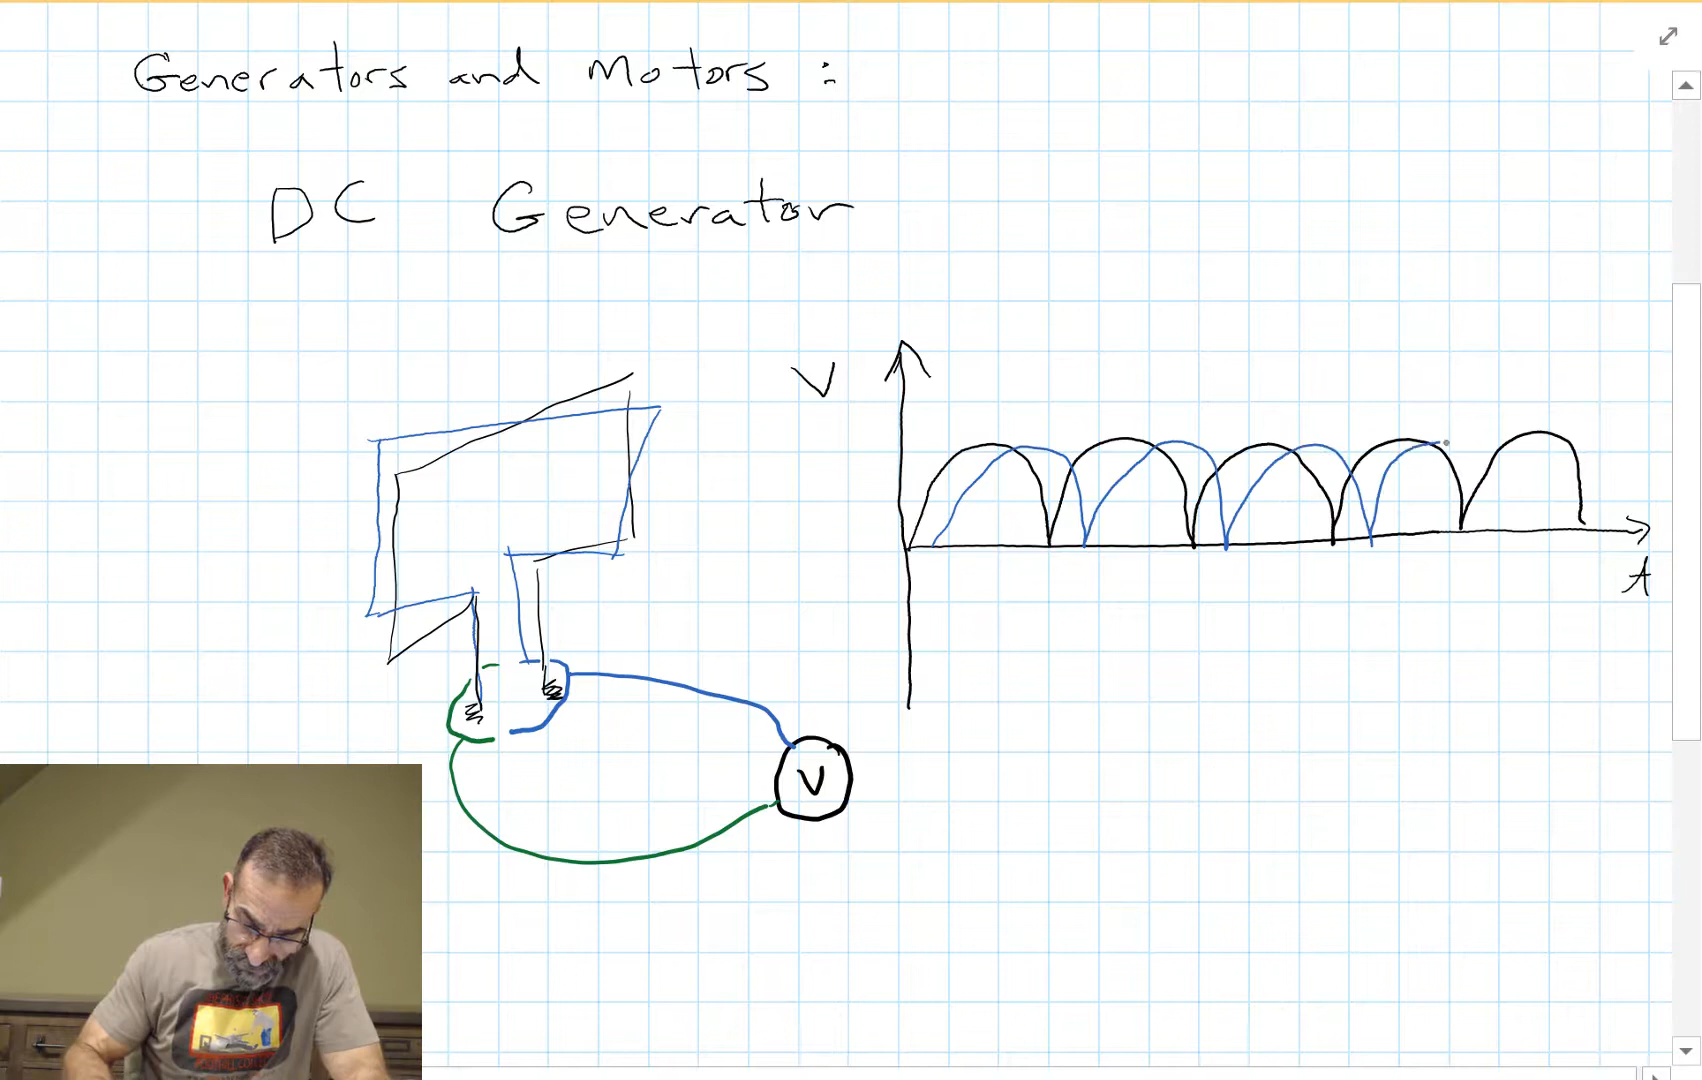 Generators and Motors :
DC Generator
V
t
V